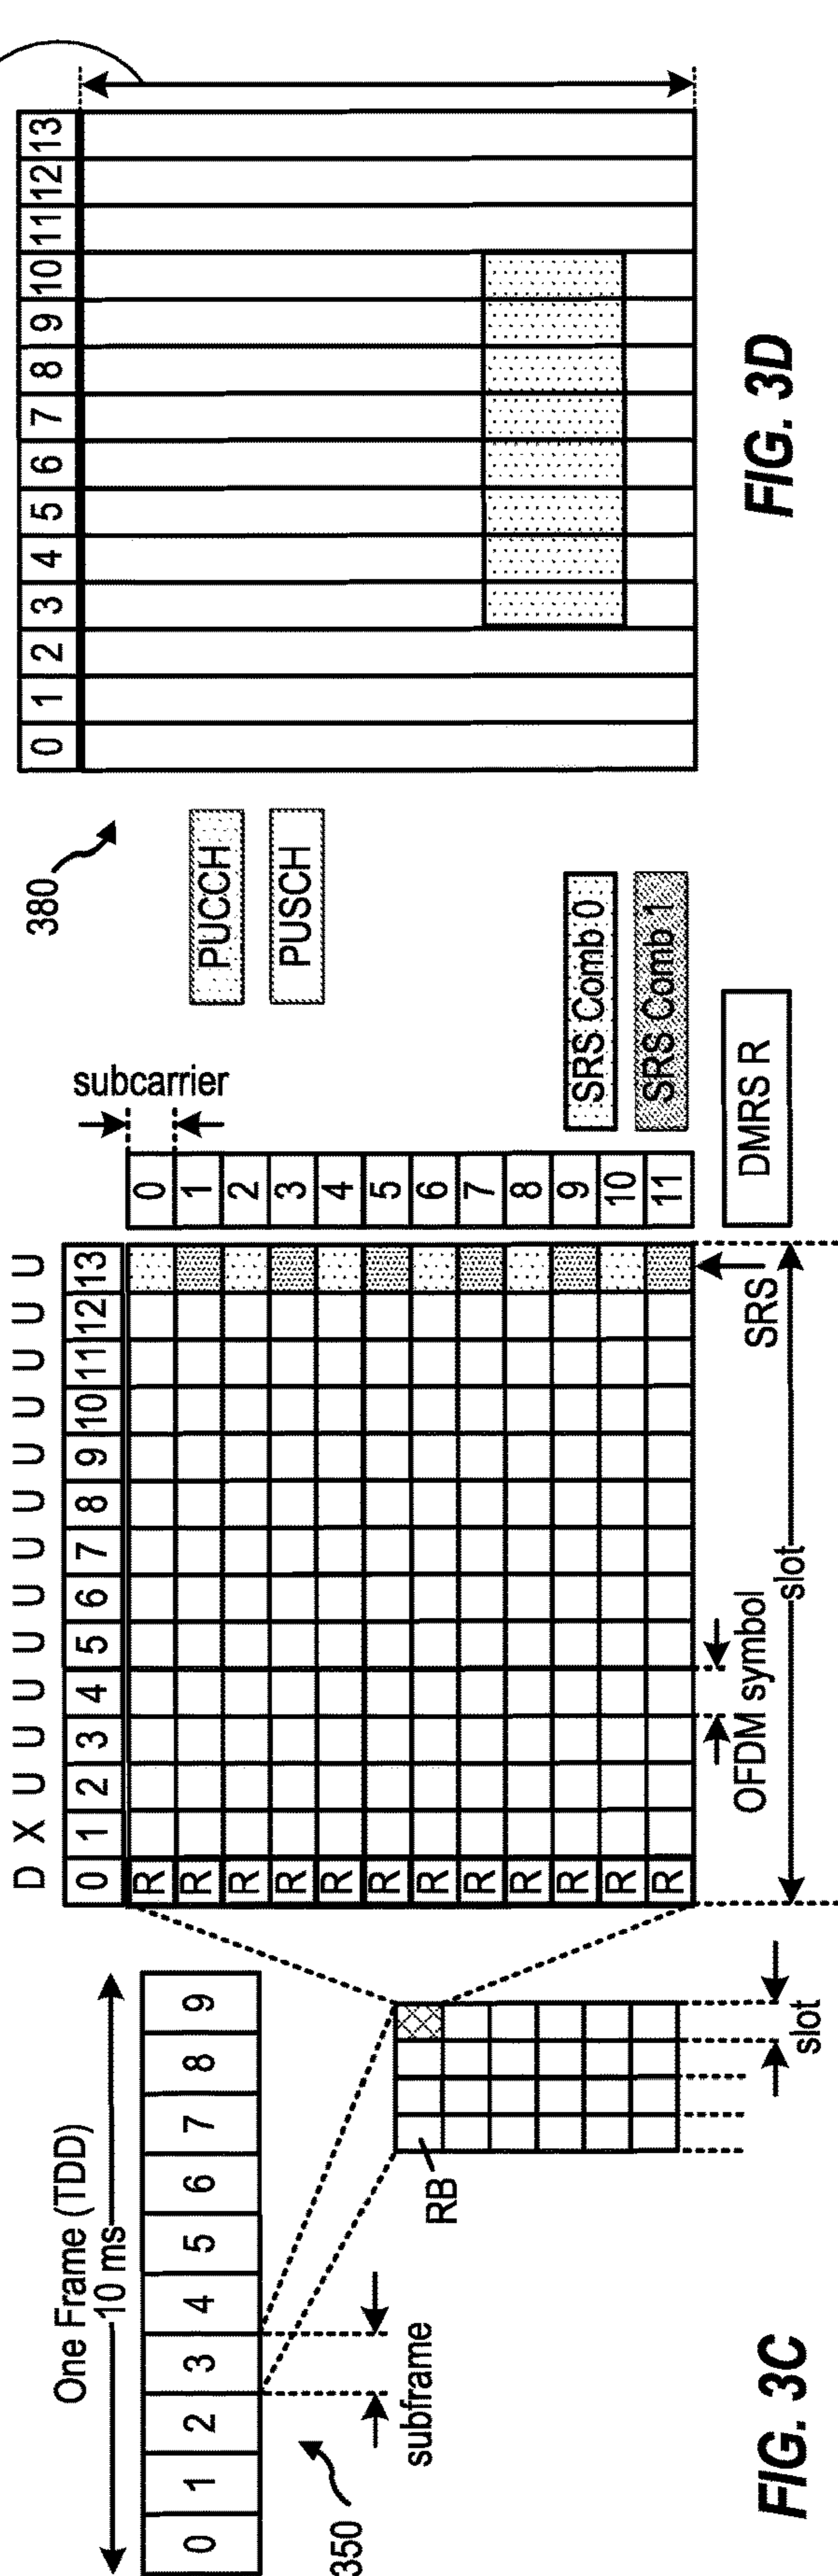 One Frame (TDD)
10 ms
0 1 2 3 4 5 6 7 8 9
subframe
350
RB
slot
FIG. 3C
D X U U U U U U U U U U U U
0 1 2 3 4 5 6 7 8 9 10 11 12 13
R
R
R
R
R
R
R
R
R
R
R
R
subcarrier
0
1
2
3
4
5
6
7
8
9
10
11
OFDM symbol
SRS
slot
SRS Comb 0
SRS Comb 1
DMRS R
380
PUCCH
PUSCH
0 1 2 3 4 5 6 7 8 9 10 11 12 13
FIG. 3D